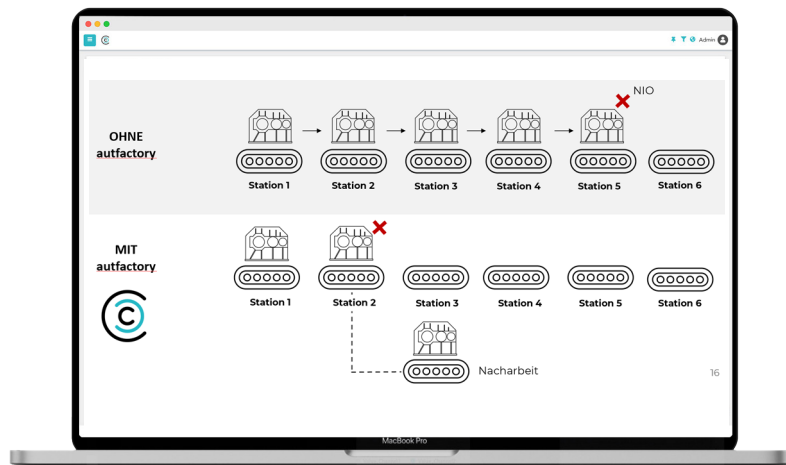 Admin
NIO
OHNE
autfactory
Station 1
Station 2
Station 3
Station 4
Station 5
Station 6
MIT
autfactory
Station 1
Station 2
Station 3
Station 4
Station 5
Station 6
C
Nacharbeit
16
MacBook Pro